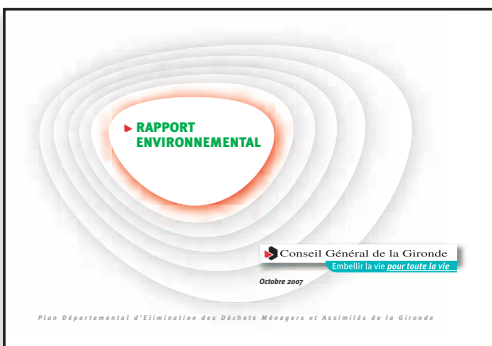 RAPPORT
ENVIRONNEMENTAL
Conseil Général de la Gironde
Embellir la vie pour toute la vie
Octobre 2007
Plan Départemental d'Elimination des Déchets Ménagers et Assimilés de la Gironde